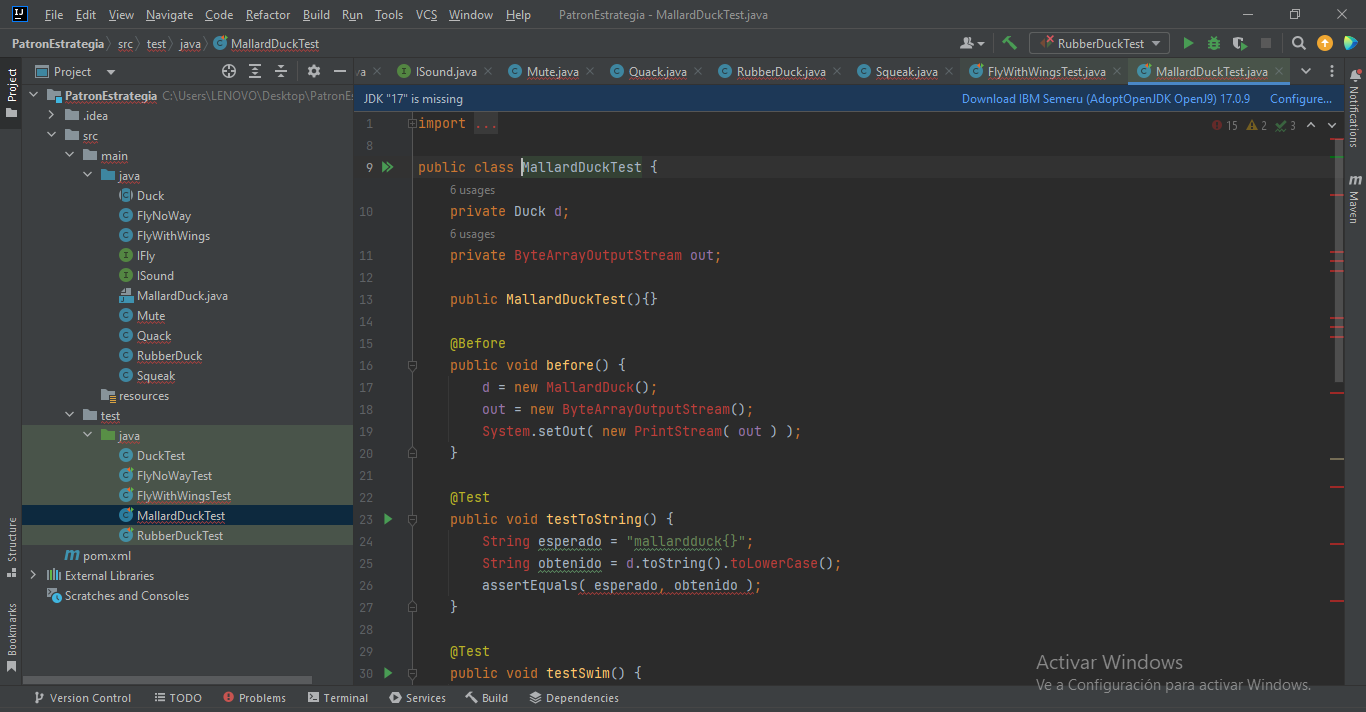 File Edit View Navigate Code Refactor Build Run Tools VCS Window Help PatronEstrategia - MallardDuckTest.java
PatronEstrategia src test java MallardDuckTest RubberDuckTest
Project
va ISound.java Mute.java Quack.java RubberDuck.java Squeak.java FlyWithWingsTest.java MallardDuckTest.java
JDK "17" is missing Download IBM Semeru (AdoptOpenJDK OpenJ9) 17.0.9 Configure...
Project
Structure
Bookmarks
PatronEstrategia C:\Users\LENOVO\Desktop\PatronEs
.idea
src
main
java
Duck
FlyNoWay
FlyWithWings
IFly
ISound
MallardDuck.java
Mute
Quack
RubberDuck
Squeak
resources
test
java
DuckTest
FlyNoWayTest
FlyWithWingsTest
MallardDuckTest
RubberDuckTest
pom.xml
External Libraries
Scratches and Consoles
15 2 3
1 import ...
8
9 public class MallardDuckTest {
6 usages
10 private Duck d;
6 usages
11 private ByteArrayOutputStream out;
12
13 public MallardDuckTest(){}
14
15 @Before
16 public void before() {
17 d = new MallardDuck();
18 out = new ByteArrayOutputStream();
19 System.setOut( new PrintStream( out ) );
20 }
21
22 @Test
23 public void testToString() {
24 String esperado = "mallardduck{}";
25 String obtenido = d.toString().toLowerCase();
26 assertEquals( esperado, obtenido );
27 }
28
29 @Test
30 public void testSwim() {
Notifications
Maven
Activar Windows
Ve a Configuración para activar Windows.
Version Control TODO Problems Terminal Services Build Dependencies